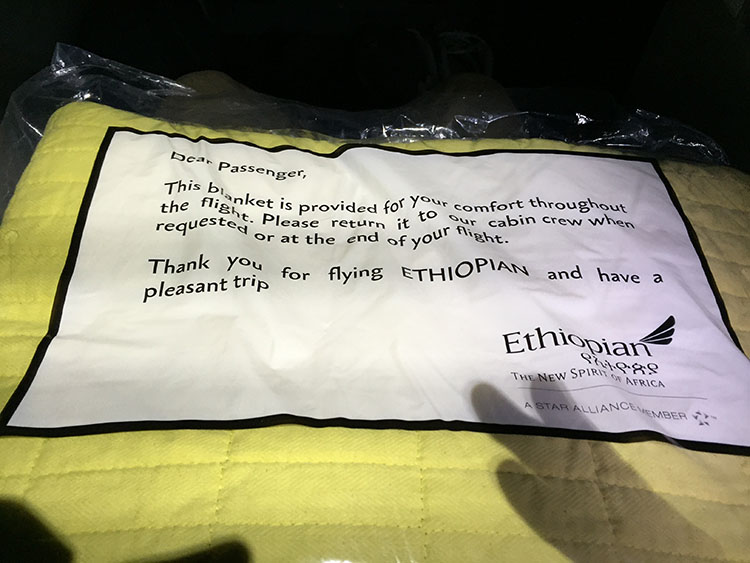 Dear Passenger,
This blanket is provided for your comfort throughout
the flight. Please return it to our cabin crew when
requested or at the end of your flight.
Thank you for flying ETHIOPIAN and have a
pleasant trip
Ethiopian
የኢትዮጵያ
THE NEW SPIRIT OF AFRICA
A STAR ALLIANCE MEMBER